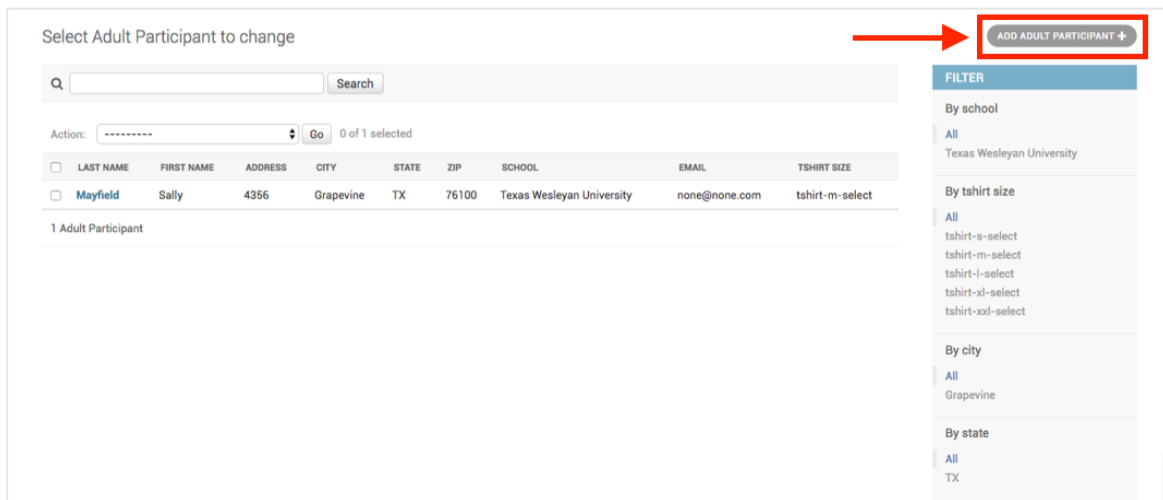 Select Adult Participant to change
ADD ADULT PARTICIPANT +
Search
Action: --------- Go 0 of 1 selected
LAST NAME FIRST NAME ADDRESS CITY STATE ZIP SCHOOL EMAIL TSHIRT SIZE
Mayfield Sally 4356 Grapevine TX 76100 Texas Wesleyan University none@none.com tshirt-m-select
1 Adult Participant
FILTER
By school
All
Texas Wesleyan University
By tshirt size
All
tshirt-s-select
tshirt-m-select
tshirt-l-select
tshirt-xl-select
tshirt-xxl-select
By city
All
Grapevine
By state
All
TX